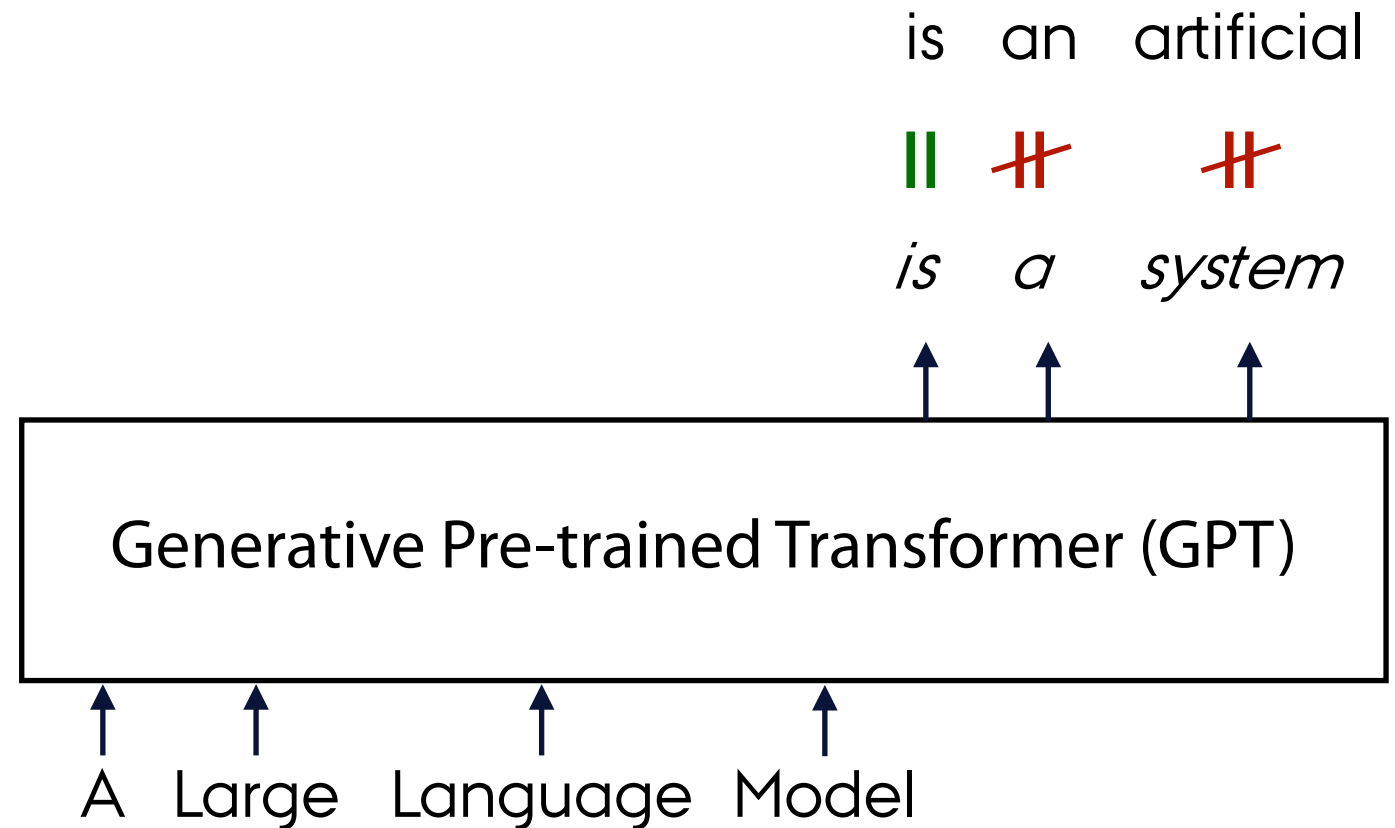 is an artificial
is a system
Generative Pre-trained Transformer (GPT)
A Large Language Model